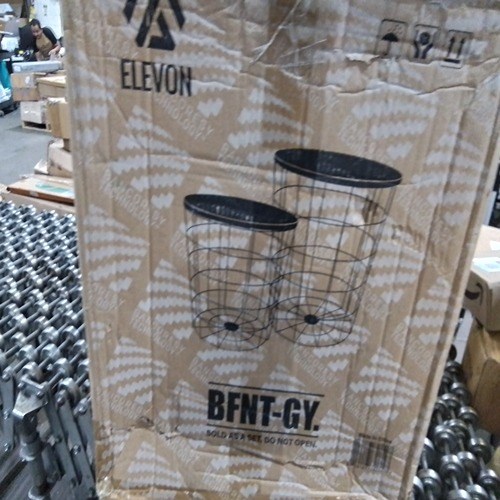 ELEVON
BFNT-GY.
SOLD AS A SET. DO NOT OPEN.